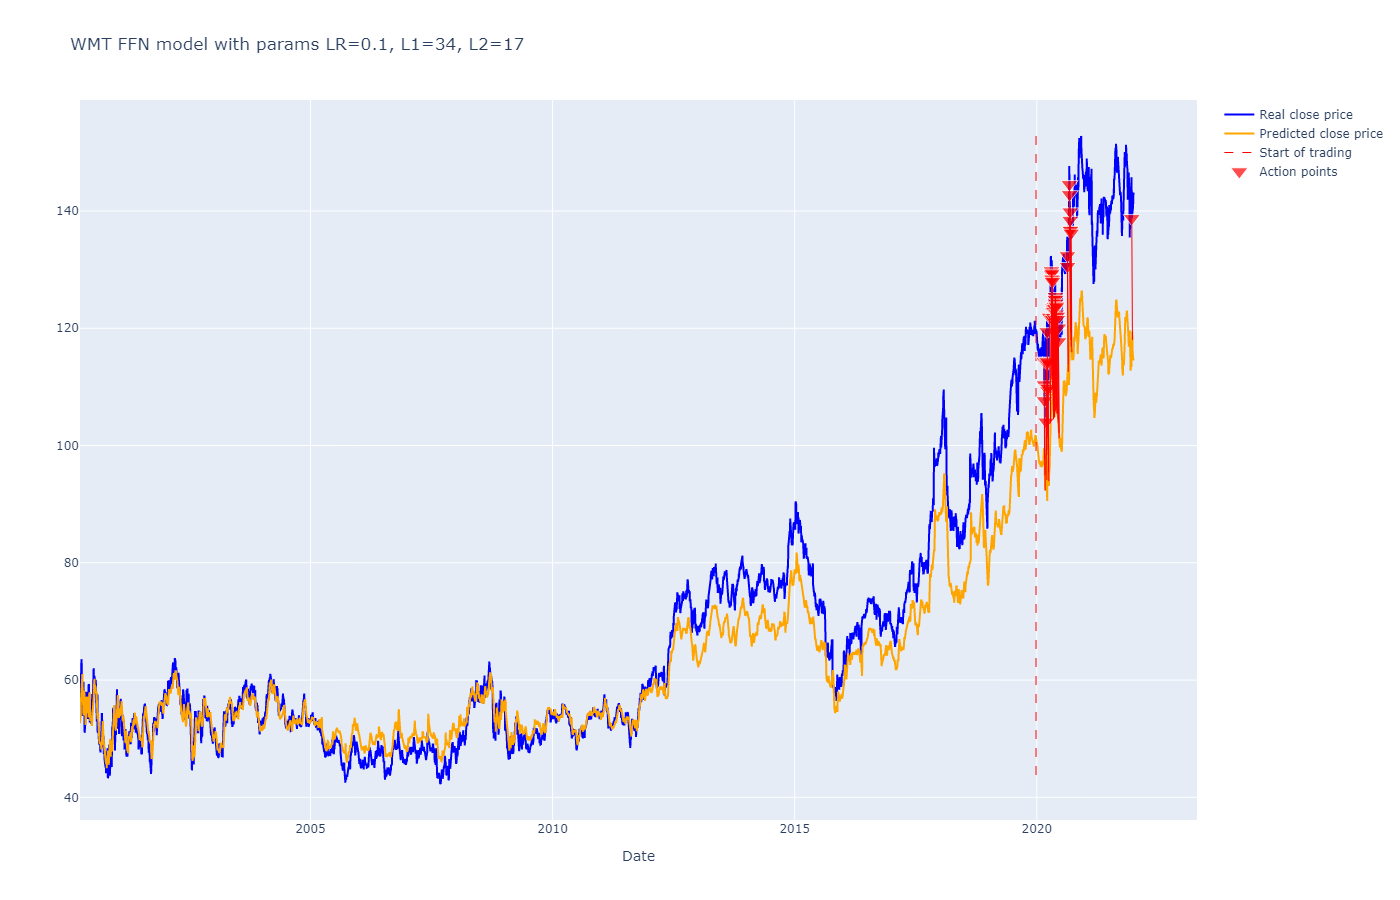 WMT FFN model with params LR=0.1, L1=34, L2=17
Real close price
Predicted close price
Start of trading
Action points
140
120
100
80
60
40
2005 2010 2015 2020
Date